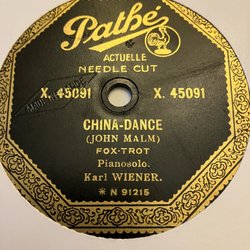 Pathé
ACTUELLE
NEEDLE CUT
X. 45091 X. 45091
CHINA-DANCE
(JOHN MALM)
FOX-TROT
Pianosolo.
Karl WIENER.
* N 91215